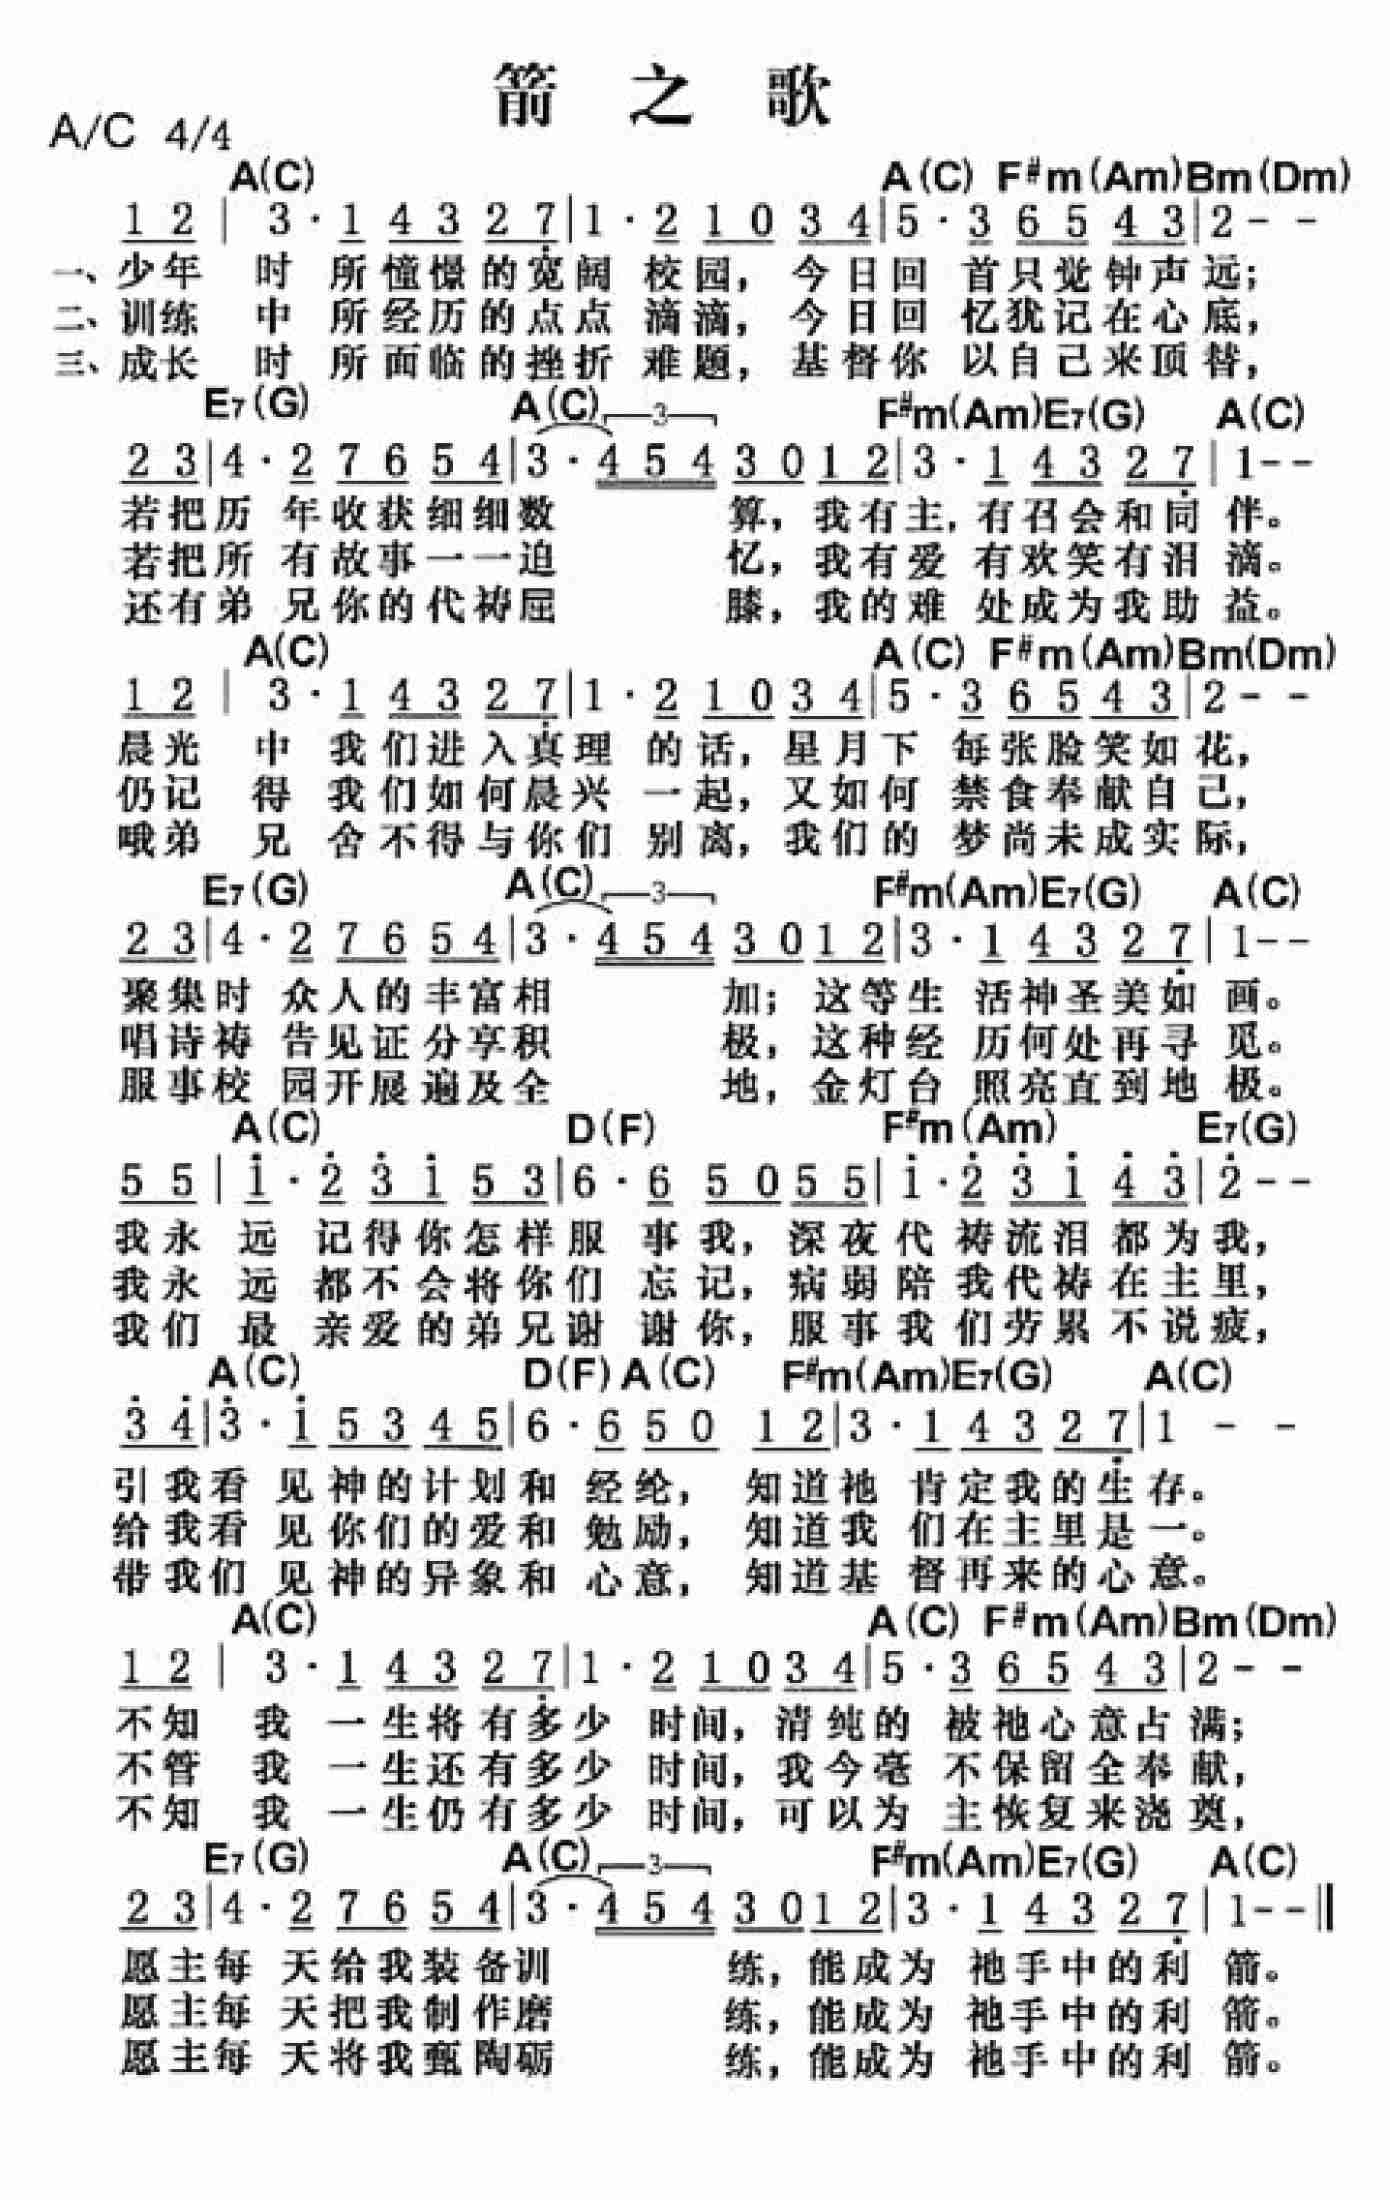 箭 之 歌
A/C 4/4
A(C) A(C) F#m(Am)Bm(Dm)
1 2 | 3·1 4 3 2 7|1·2 1 0 3 4|5·3 6 5 4 3|2- -
一、少年 时 所憧憬的宽阔 校园，今日回 首只觉钟声远；
二、训练 中 所经历的点点 滴滴，今日回 忆犹记在心底，
三、成长 时 所面临的挫折 难题，基督你 以自己来顶替，
E7(G) A(C) 3 F#m(Am)E7(G) A(C)
2 3|4·2 7 6 5 4|3·4 5 4 3 0 1 2|3·1 4 3 2 7|1--
若把历 年收获细细数 算，我有主，有召会和同 伴。
若把所 有故事一一迫 忆，我有爱 有欢笑有泪 滴。
还有弟 兄你的代祷屈 膝，我的难 处成为我助 益。
A(C) A(C) F#m(Am)Bm(Dm)
1 2 | 3·1 4 3 2 7|1·2 1 0 3 4|5·3 6 5 4 3|2- -
晨光 中 我们进入真理 的话，星月下 每张脸笑如花，
仍记 得 我们如何晨兴 一起，又如何 禁食奉献自己，
哦弟 兄 舍不得与你们 别离，我们的 梦尚未成实际，
E7(G) A(C) 3 F#m(Am)E7(G) A(C)
2 3|4·2 7 6 5 4|3·4 5 4 3 0 1 2|3·1 4 3 2 7|1--
聚集时 众人的丰富相 加；这等生 活神圣美如 画。
唱诗祷 告见证分享积 极，这种经 历何处再寻 觅。
服事校 园开展遍及全 地，金灯台 照亮直到地 极。
A(C) D(F) F#m(Am) E7(G)
5 5 | 1·2 3 1 5 3|6·6 5 0 5 5|1·2 3 1 4 3|2--
我永 远 记得你怎样服 事我，深夜代 祷流泪都为我，
我永 远 都不会将你们 忘记，病弱陪 我代祷在主里，
我们 最 亲爱的弟兄谢 谢你，服事我 们劳累不说疲，
A(C) D(F) A(C) F#m(Am)E7(G) A(C)
3 4|3·1 5 3 4 5|6·6 5 0 1 2|3·1 4 3 2 7|1 - -
引我看 见神的计划和 经纶，知道祂 肯定我的生存。
给我看 见你们的爱和 勉励，知道我 们在主里是一。
带我们 见神的异象和 心意，知道基 督再来的心意。
A(C) A(C) F#m(Am)Bm(Dm)
1 2 | 3·1 4 3 2 7|1·2 1 0 3 4|5·3 6 5 4 3|2- -
不知 我 一生将有多少 时间，清纯的 被祂心意占满；
不管 我 一生还有多少 时间，我今毫 不保留全奉献，
不知 我 一生仍有多少 时间，可以为 主恢复来浇奠，
E7(G) A(C) 3 F#m(Am)E7(G) A(C)
2 3|4·2 7 6 5 4|3·4 5 4 3 0 1 2|3·1 4 3 2 7|1--‖
愿主每 天给我装备训 练，能成为 祂手中的利 箭。
愿主每 天把我制作磨 练，能成为 祂手中的利 箭。
愿主每 天将我甄陶砺 练，能成为 祂手中的利 箭。